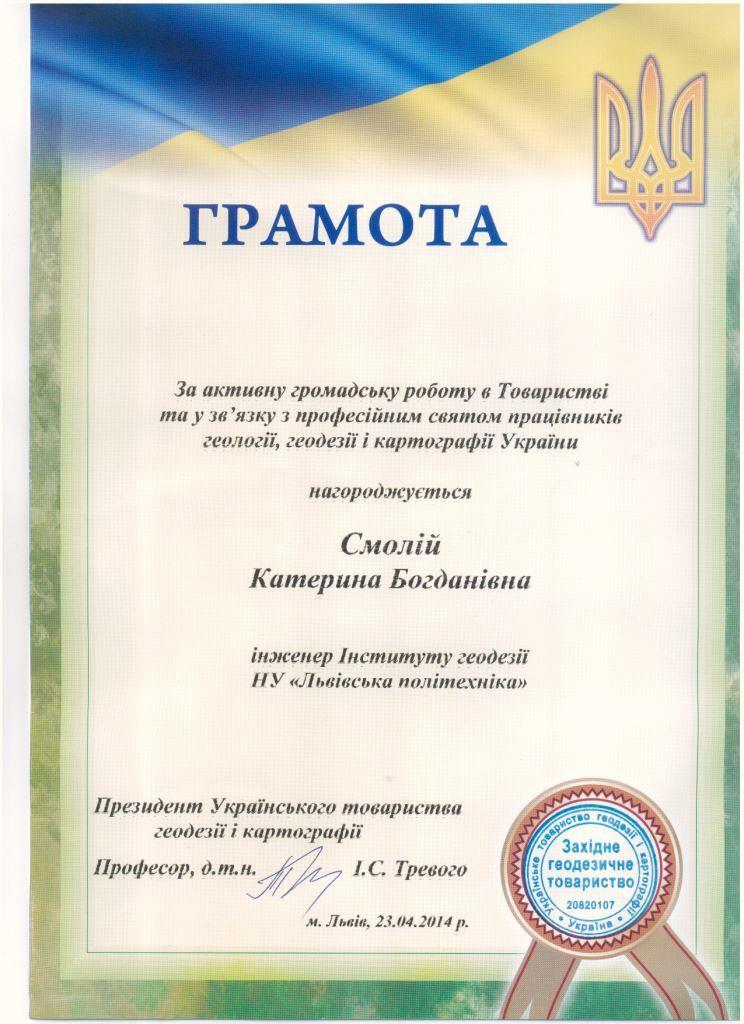 ГРАМОТА
За активну громадську роботу в Товаристві
та у зв’язку з професійним святом працівників
геології, геодезії і картографії України
нагороджується
Смолій
Катерина Богданівна
інженер Інституту геодезії
НУ «Львівська політехніка»
Президент Українського товариства
геодезії і картографії
Професор, д.т.н. І.С. Тревого
м. Львів, 23.04.2014 р.
Українське товариство геодезії і картографії
Західне
геодезичне
товариство
20820107
* Україна *